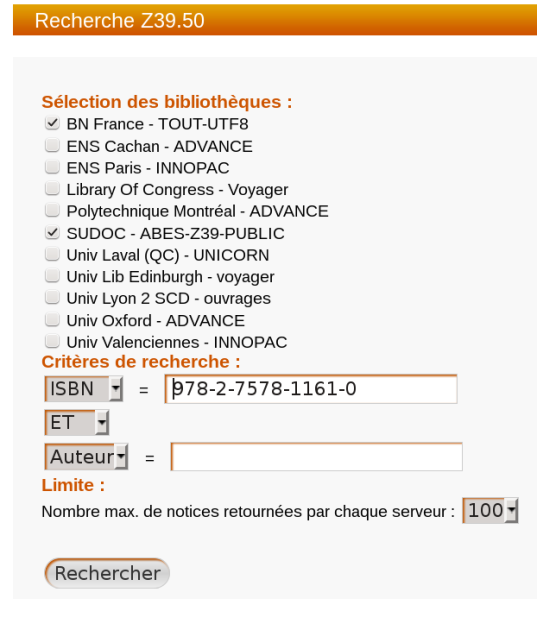 Recherche Z39.50
Sélection des bibliothèques :
BN France - TOUT-UTF8
ENS Cachan - ADVANCE
ENS Paris - INNOPAC
Library Of Congress - Voyager
Polytechnique Montréal - ADVANCE
SUDOC - ABES-Z39-PUBLIC
Univ Laval (QC) - UNICORN
Univ Lib Edinburgh - voyager
Univ Lyon 2 SCD - ouvrages
Univ Oxford - ADVANCE
Univ Valenciennes - INNOPAC
Critères de recherche :
ISBN = 978-2-7578-1161-0
ET
Auteur =
Limite :
Nombre max. de notices retournées par chaque serveur : 100
Rechercher